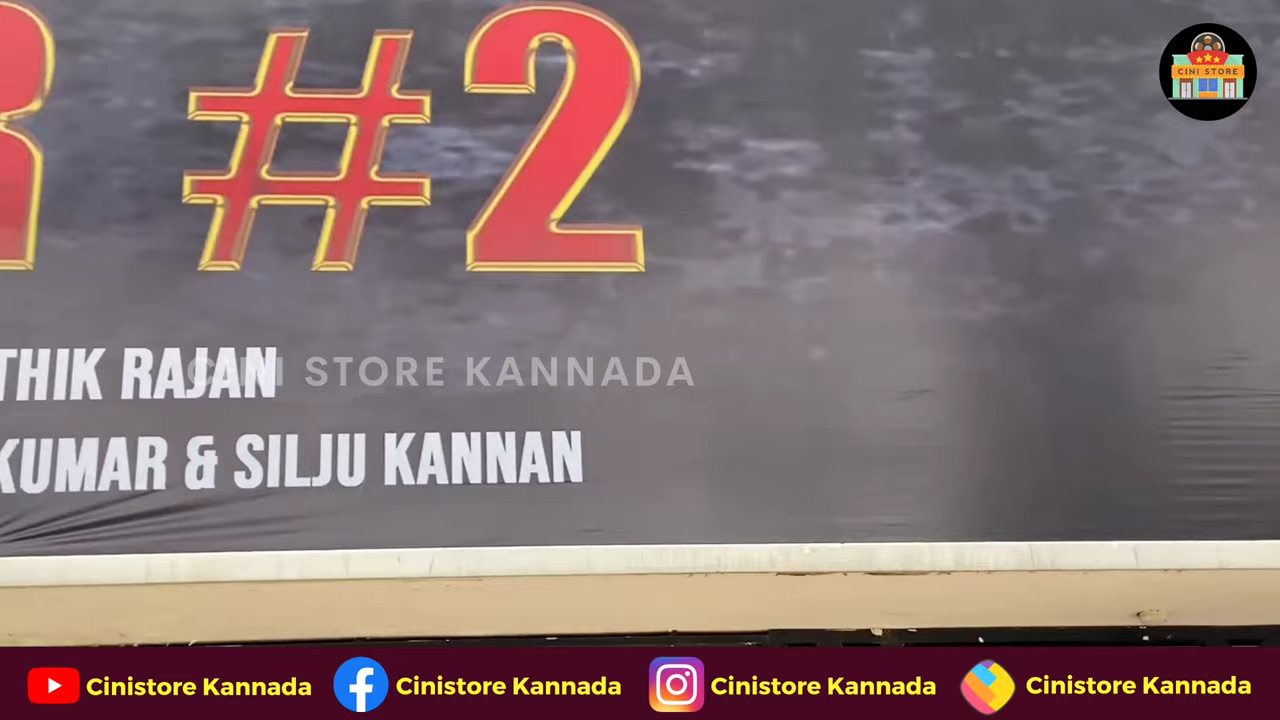 R #2
CINI STORE
THIK RAJAN
CINI STORE KANNADA
KUMAR & SILJU KANNAN
Cinistore Kannada Cinistore Kannada Cinistore Kannada Cinistore Kannada